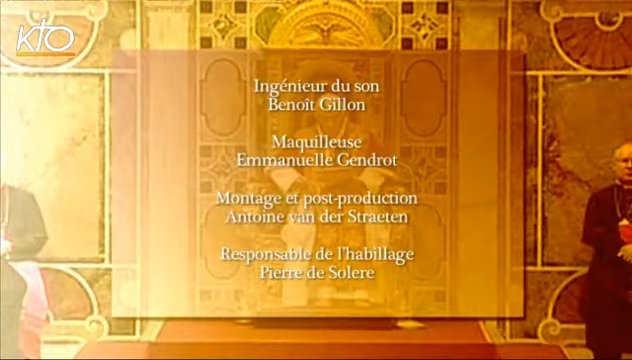 KTO
Ingénieur du son
Benoît Gillon
Maquilleuse
Emmanuelle Gendrot
Montage et post-production
Antoine van der Straeten
Responsable de l'habillage
Pierre de Solere